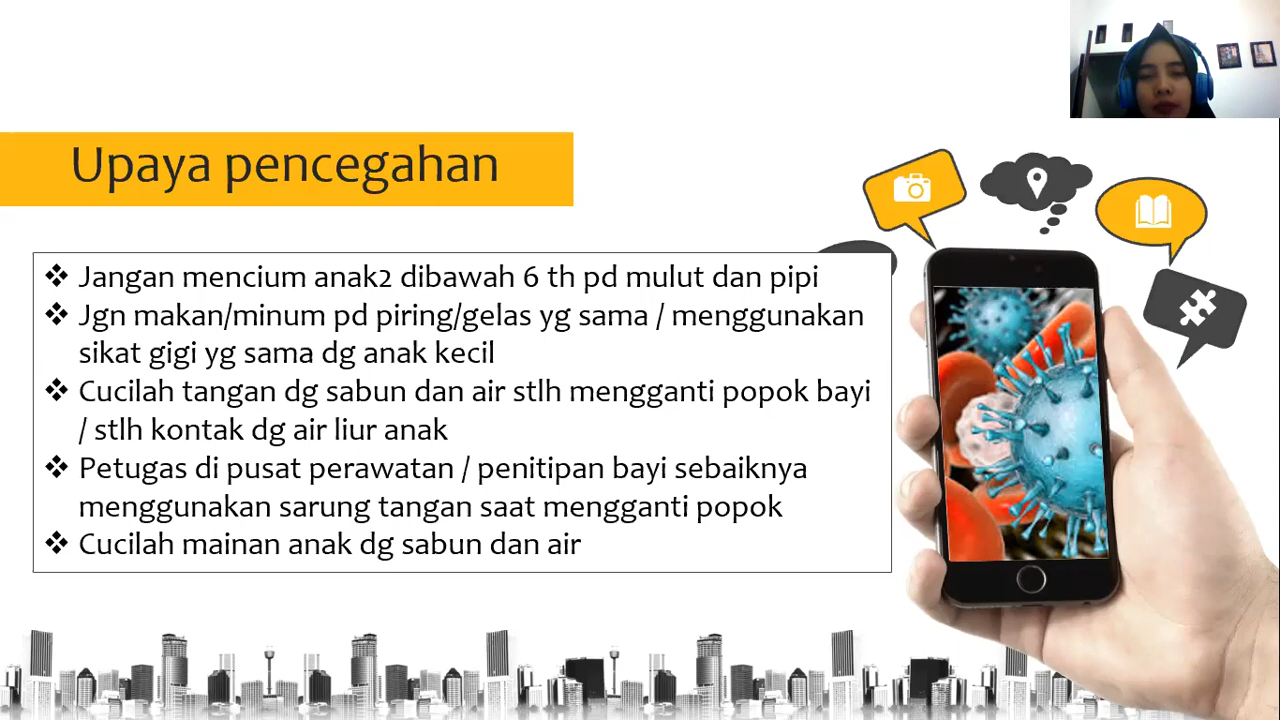 Upaya pencegahan
❖ Jangan mencium anak2 dibawah 6 th pd mulut dan pipi
❖ Jgn makan/minum pd piring/gelas yg sama / menggunakan
sikat gigi yg sama dg anak kecil
❖ Cucilah tangan dg sabun dan air stlh mengganti popok bayi
/ stlh kontak dg air liur anak
❖ Petugas di pusat perawatan / penitipan bayi sebaiknya
menggunakan sarung tangan saat mengganti popok
❖ Cucilah mainan anak dg sabun dan air